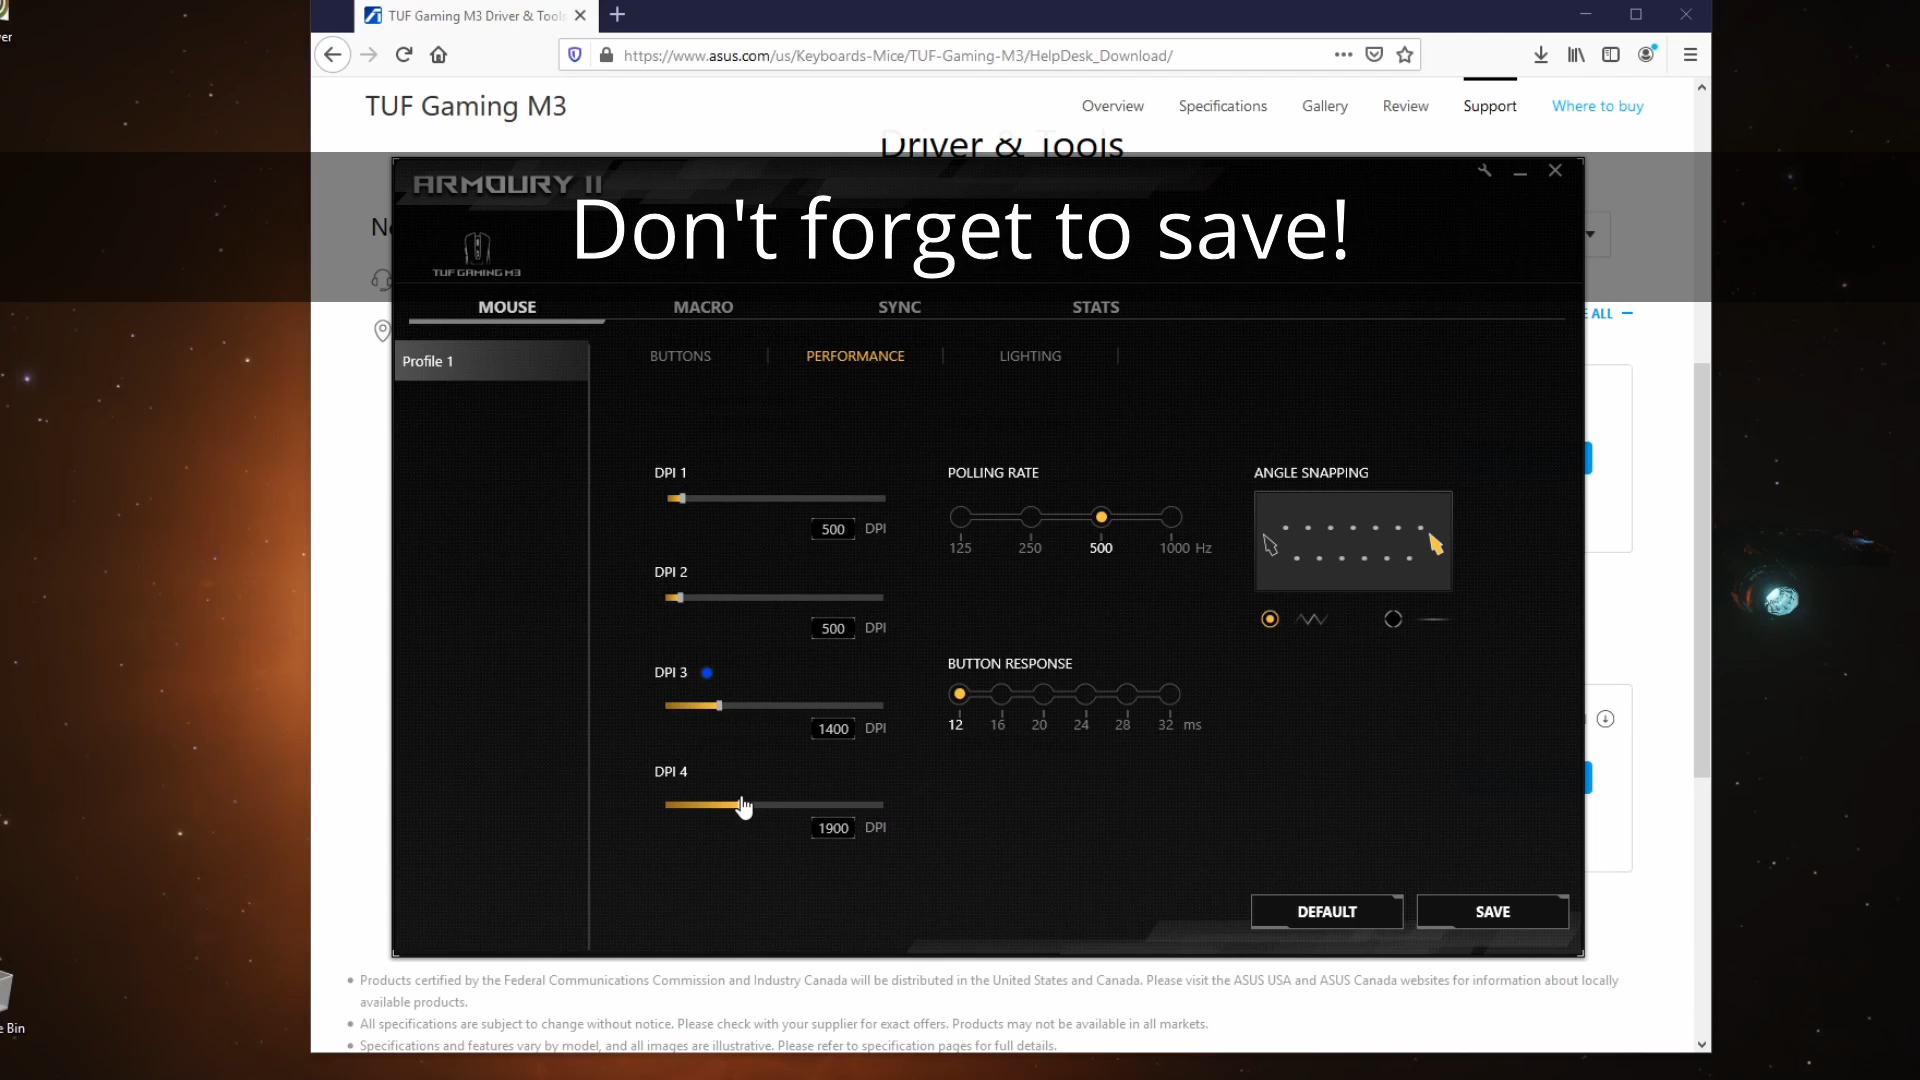 TUF Gaming M3 Driver & Tools
https://www.asus.com/us/Keyboards-Mice/TUF-Gaming-M3/HelpDesk_Download/
TUF Gaming M3
Overview
Specifications
Gallery
Review
Support
Where to buy
Driver & Tools
ARMOURY II
Don't forget to save!
TUF GAMING M3
MOUSE
MACRO
SYNC
STATS
E ALL
Profile 1
BUTTONS
PERFORMANCE
LIGHTING
DPI 1
500 DPI
DPI 2
500 DPI
DPI 3
1400 DPI
DPI 4
1900 DPI
POLLING RATE
125 250 500 1000 Hz
BUTTON RESPONSE
12 16 20 24 28 32 ms
ANGLE SNAPPING
DEFAULT
SAVE
Products certified by the Federal Communications Commission and Industry Canada will be distributed in the United States and Canada. Please visit the ASUS USA and ASUS Canada websites for information about locally
available products.
All specifications are subject to change without notice. Please check with your supplier for exact offers. Products may not be available in all markets.
Specifications and features vary by model, and all images are illustrative. Please refer to specification pages for full details.
e Bin